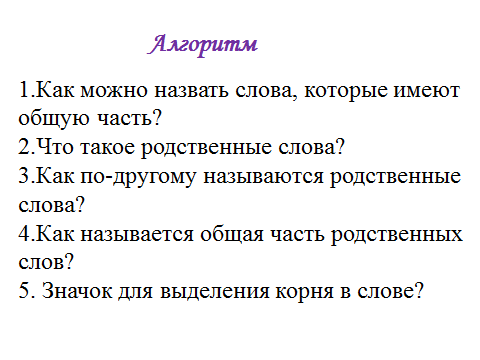 Алгоритм
1.Как можно назвать слова, которые имеют
общую часть?
2.Что такое родственные слова?
3.Как по-другому называются родственные
слова?
4.Как называется общая часть родственных
слов?
5. Значок для выделения корня в слове?